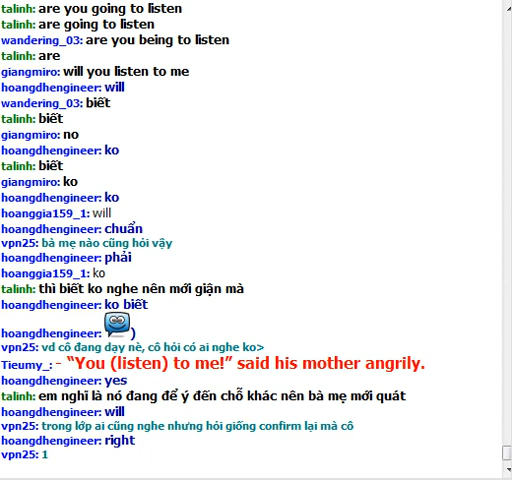 talinh: are you going to listen
talinh: are going to listen
wandering_03: are you being to listen
talinh: are
giangmiro: will you listen to me
hoangdhengineer: will
wandering_03: biết
talinh: biết
giangmiro: no
hoangdhengineer: ko
talinh: biết
giangmiro: ko
hoangdhengineer: ko
hoanggia159_1: will
hoangdhengineer: chuẩn
vpn25: bà mẹ nào cũng hỏi vậy
hoangdhengineer: phải
hoanggia159_1: ko
talinh: thì biết ko nghe nên mới giận mà
hoangdhengineer: ko biết
hoangdhengineer: )
vpn25: vd cô đang dạy nè, cô hỏi có ai nghe ko>
Tieumy_: - “You (listen) to me!” said his mother angrily.
hoangdhengineer: yes
talinh: em nghĩ là nó đang để ý đến chỗ khác nên bà mẹ mới quát
hoangdhengineer: will
vpn25: trong lớp ai cũng nghe nhưng hỏi giống confirm lại mà cô
hoangdhengineer: right
vpn25: 1